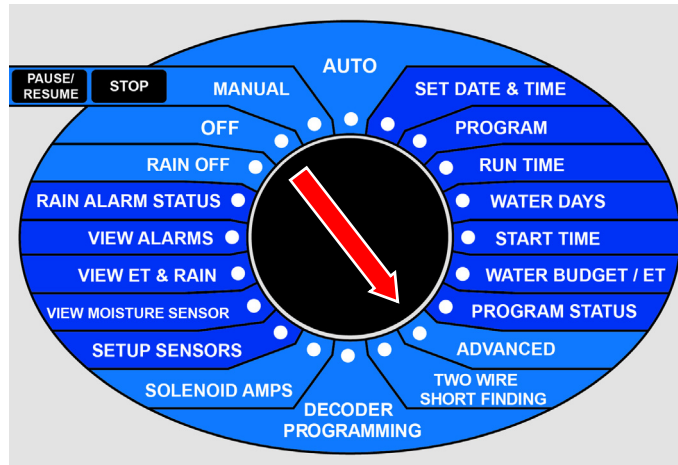 AUTO
PAUSE/
RESUME
STOP
MANUAL
SET DATE & TIME
OFF
PROGRAM
RAIN OFF
RUN TIME
RAIN ALARM STATUS
WATER DAYS
VIEW ALARMS
START TIME
VIEW ET & RAIN
WATER BUDGET / ET
VIEW MOISTURE SENSOR
PROGRAM STATUS
SETUP SENSORS
ADVANCED
SOLENOID AMPS
TWO WIRE
SHORT FINDING
DECODER
PROGRAMMING